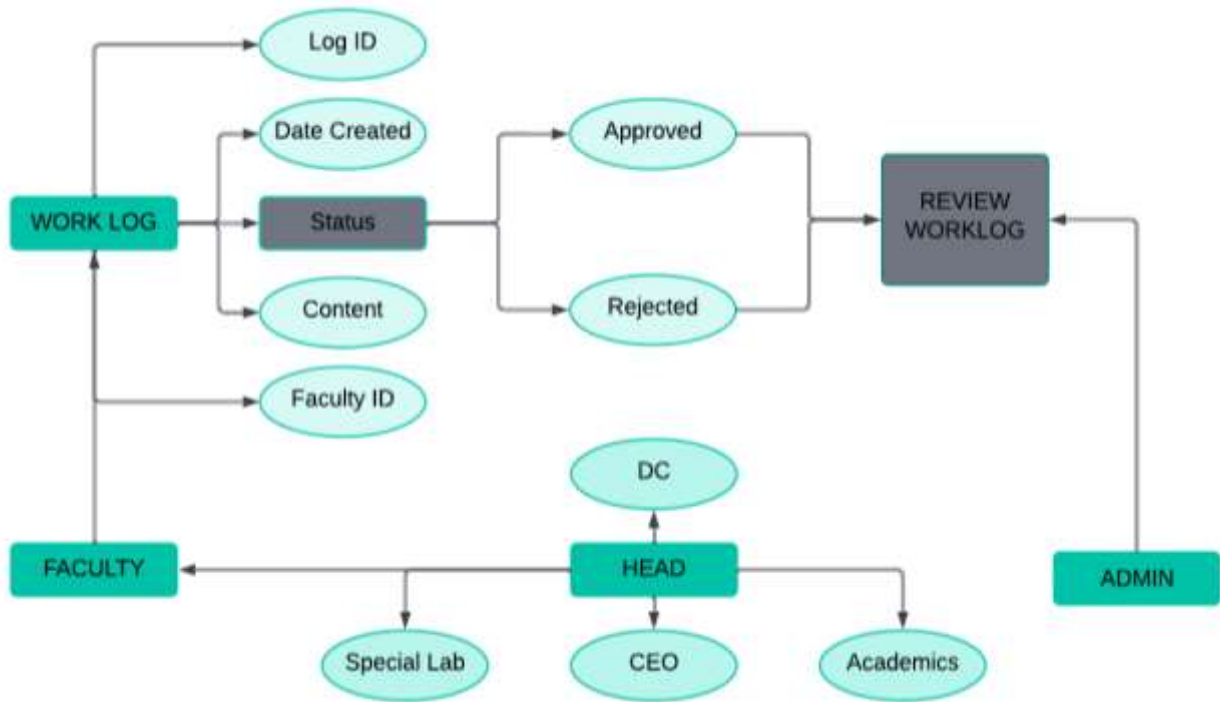 Log ID
Date Created
Approved
WORK LOG
Status
REVIEW
WORKLOG
Content
Rejected
Faculty ID
DC
FACULTY
HEAD
ADMIN
Special Lab
CEO
Academics